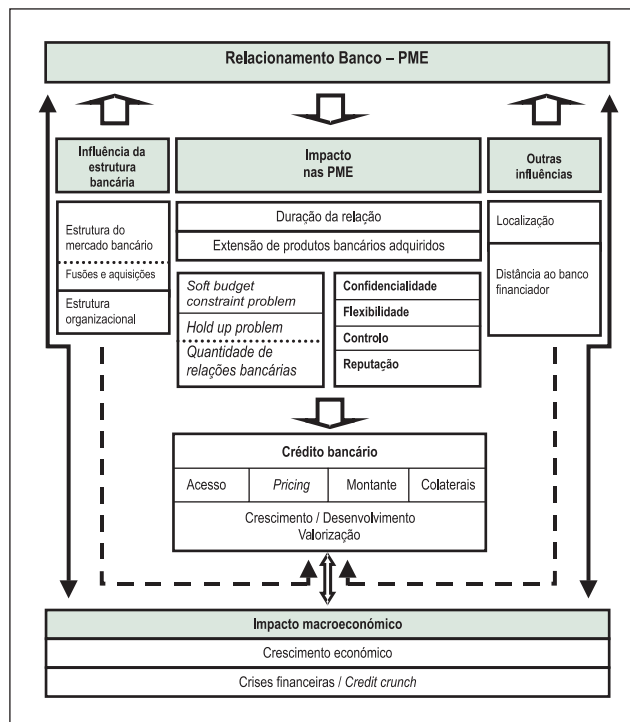 Relacionamento Banco – PME
Influência da
estrutura
bancária
Impacto
nas PME
Outras
influências
Estrutura do
mercado bancário
Fusões e aquisições
Estrutura
organizacional
Duração da relação
Extensão de produtos bancários adquiridos
Soft budget
constraint problem
Hold up problem
Quantidade de
relações bancárias
Confidencialidade
Flexibilidade
Controlo
Reputação
Localização
Distância ao banco
financiador
Crédito bancário
Acesso
Pricing
Montante
Colaterais
Crescimento / Desenvolvimento
Valorização
Impacto macroeconómico
Crescimento económico
Crises financeiras / Credit crunch